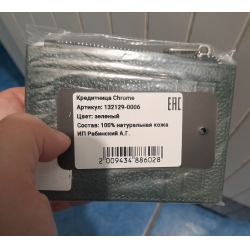 Кредитница Chrome
Артикул: 132129-0006
Цвет: зеленый
Состав: 100% натуральная кожа
ИП Рабинский А.Г.
EAC
2 009434 886028